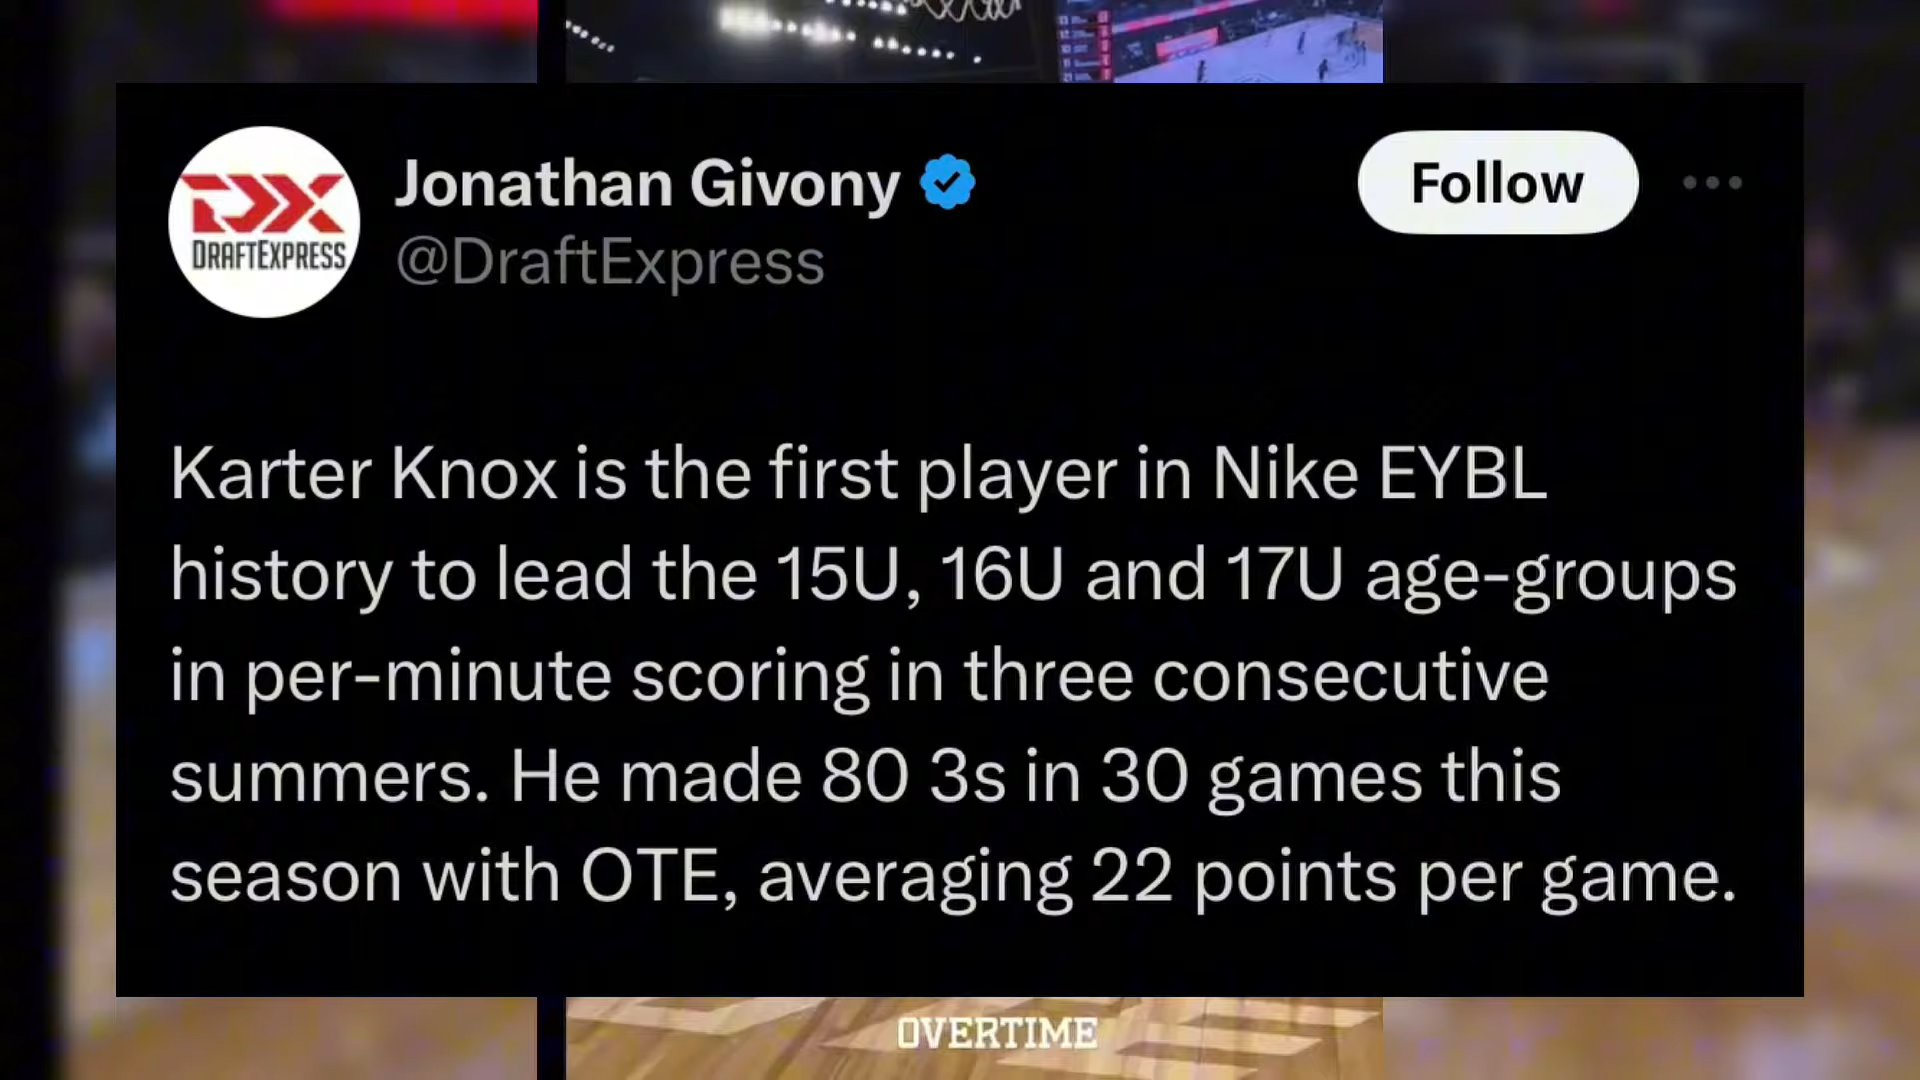 DX
DRAFTEXPRESS
Jonathan Givony
@DraftExpress
Follow
Karter Knox is the first player in Nike EYBL
history to lead the 15U, 16U and 17U age-groups
in per-minute scoring in three consecutive
summers. He made 80 3s in 30 games this
season with OTE, averaging 22 points per game.
OVERTIME